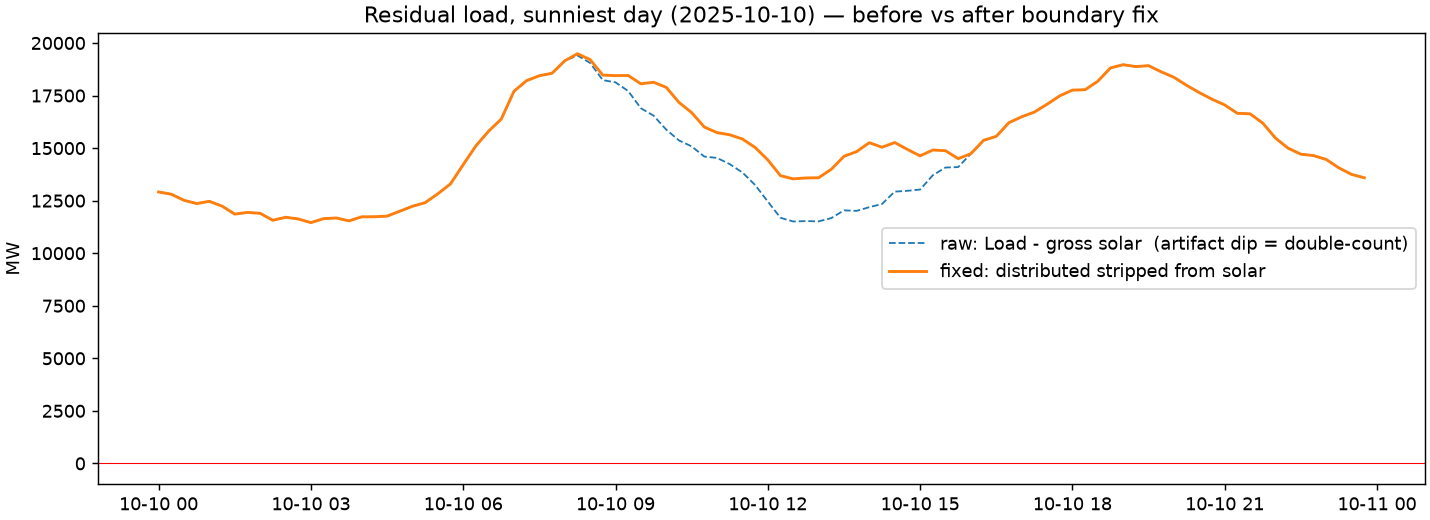 Residual load, sunniest day (2025-10-10) — before vs after boundary fix
MW
20000
17500
15000
12500
10000
7500
5000
2500
0
raw: Load - gross solar  (artifact dip = double-count)
fixed: distributed stripped from solar
10-10 00 10-10 03 10-10 06 10-10 09 10-10 12 10-10 15 10-10 18 10-10 21 10-11 00